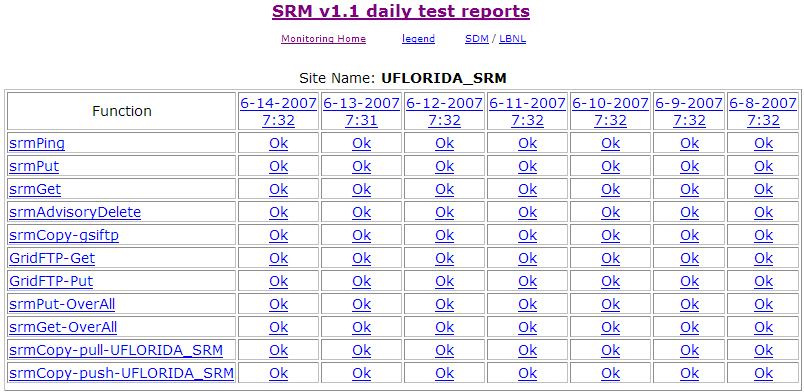 SRM v1.1 daily test reports
Monitoring Home legend SDM / LBNL
Site Name: UFLORIDA_SRM
Function 6-14-2007 7:32 6-13-2007 7:31 6-12-2007 7:32 6-11-2007 7:32 6-10-2007 7:32 6-9-2007 7:32 6-8-2007 7:32
srmPing Ok Ok Ok Ok Ok Ok Ok
srmPut Ok Ok Ok Ok Ok Ok Ok
srmGet Ok Ok Ok Ok Ok Ok Ok
srmAdvisoryDelete Ok Ok Ok Ok Ok Ok Ok
srmCopy-gsiftp Ok Ok Ok Ok Ok Ok Ok
GridFTP-Get Ok Ok Ok Ok Ok Ok Ok
GridFTP-Put Ok Ok Ok Ok Ok Ok Ok
srmPut-OverAll Ok Ok Ok Ok Ok Ok Ok
srmGet-OverAll Ok Ok Ok Ok Ok Ok Ok
srmCopy-pull-UFLORIDA_SRM Ok Ok Ok Ok Ok Ok Ok
srmCopy-push-UFLORIDA_SRM Ok Ok Ok Ok Ok Ok Ok